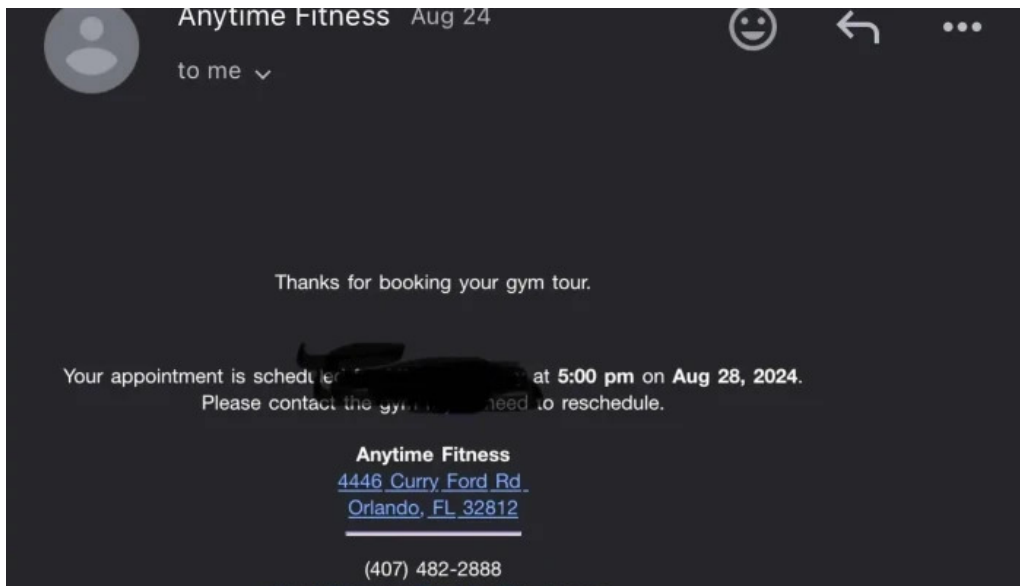 Anytime Fitness Aug 24
to me
Thanks for booking your gym tour.
Your appointment is scheduled at 5:00 pm on Aug 28, 2024.
Please contact the gym need to reschedule.
Anytime Fitness
4446 Curry Ford Rd
Orlando, FL 32812
(407) 482-2888